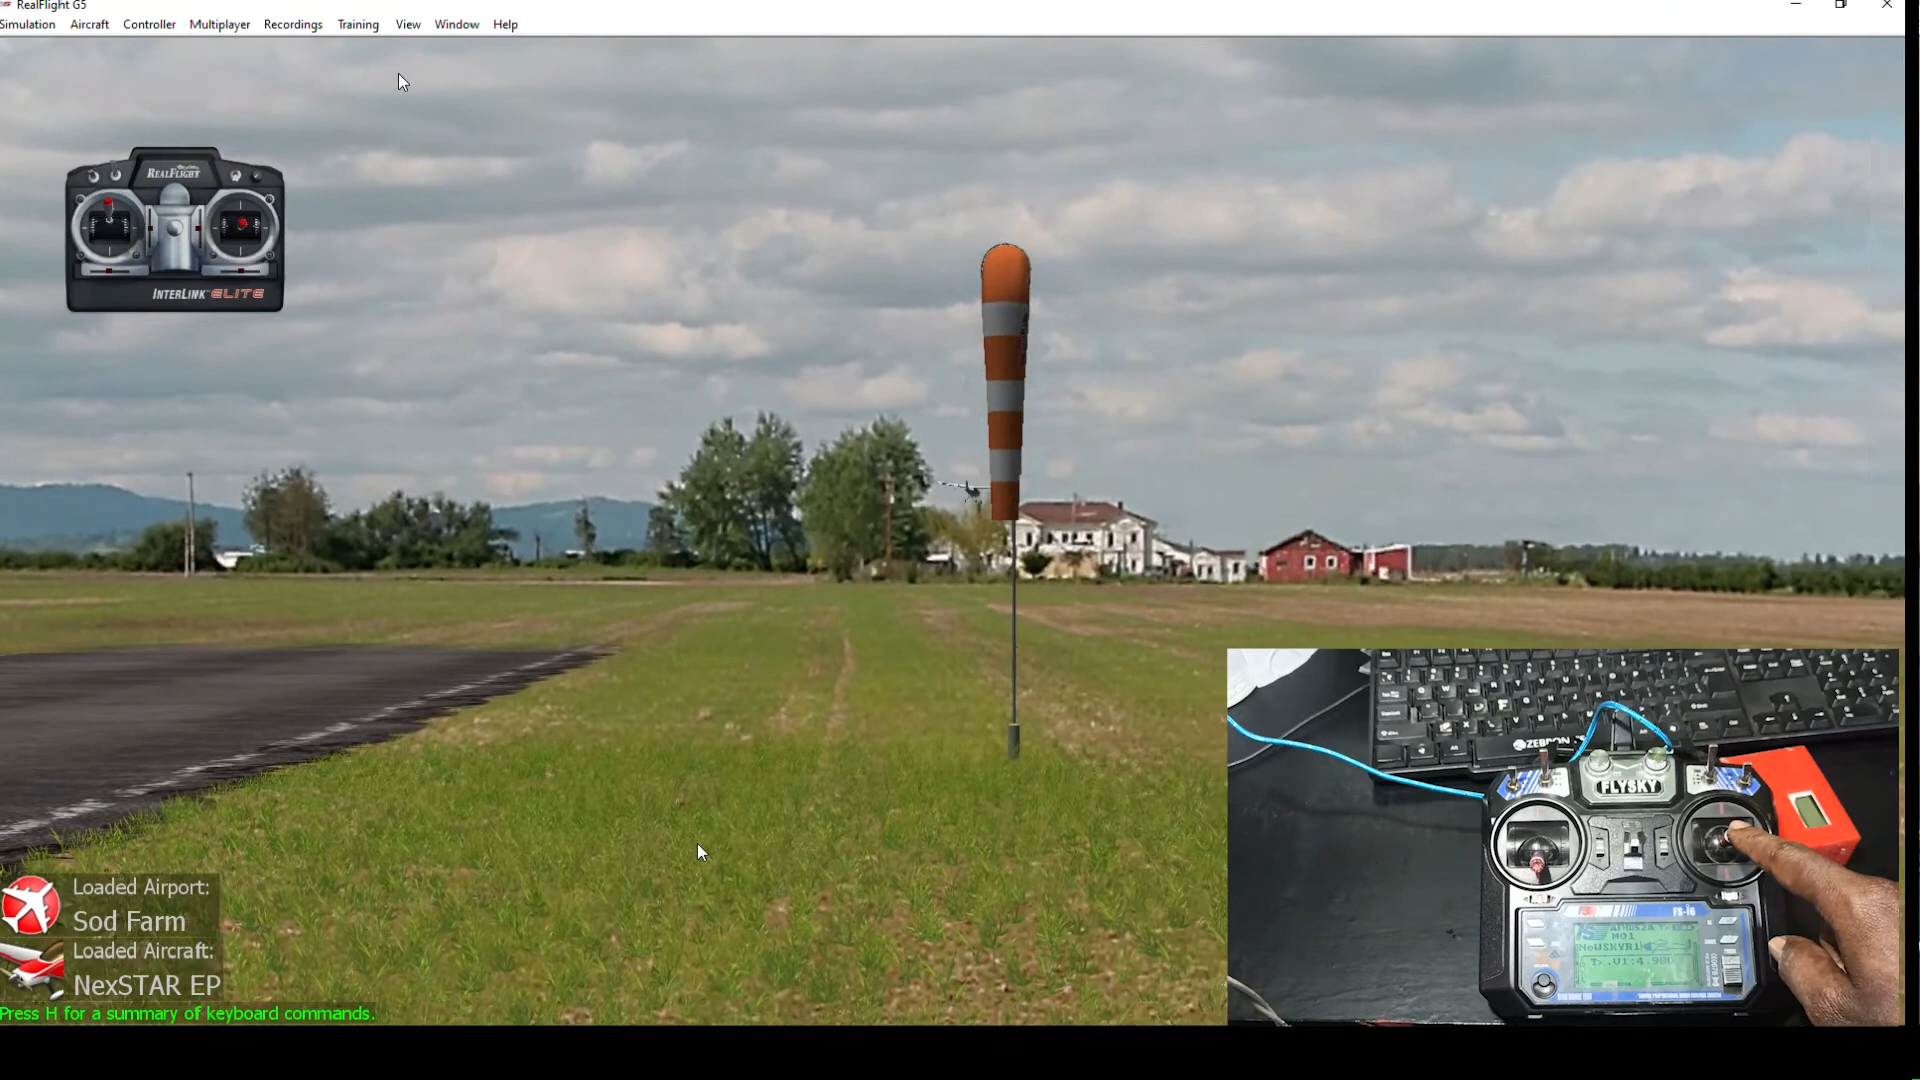 RealFlight G5
Simulation Aircraft Controller Multiplayer Recordings Training View Window Help
REALFLIGHT
INTERLINK ELITE
Loaded Airport:
Sod Farm
Loaded Aircraft:
NexSTAR EP
Press H for a summary of keyboard commands.
ZEBRON
FLYSKY
FS-i6